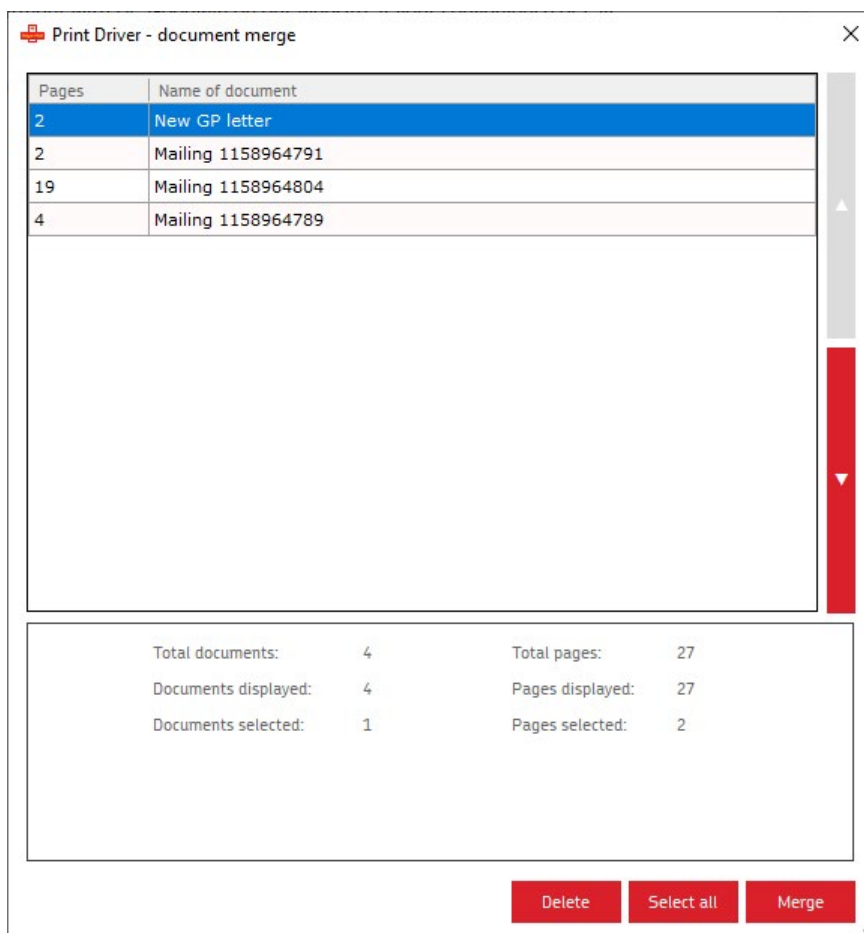 Print Driver - document merge
Pages Name of document
2 New GP letter
2 Mailing 1158964791
19 Mailing 1158964804
4 Mailing 1158964789
Total documents: 4 Total pages: 27
Documents displayed: 4 Pages displayed: 27
Documents selected: 1 Pages selected: 2
Delete Select all Merge